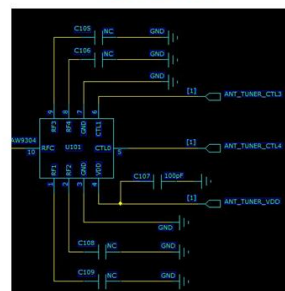 C105
NC
GND
C106
NC
GND
GND
9
8
7
6
RF3
RF4
GND
CTL1
[1]
ANT_TUNER_CTL3
AW9304
10
RFC
U101
CTL0
5
[1]
ANT_TUNER_CTL4
RF1
RF2
GND
VDD
1
2
3
4
C107
100pF
[1]
ANT_TUNER_VDD
GND
C108
NC
GND
C109
NC
GND